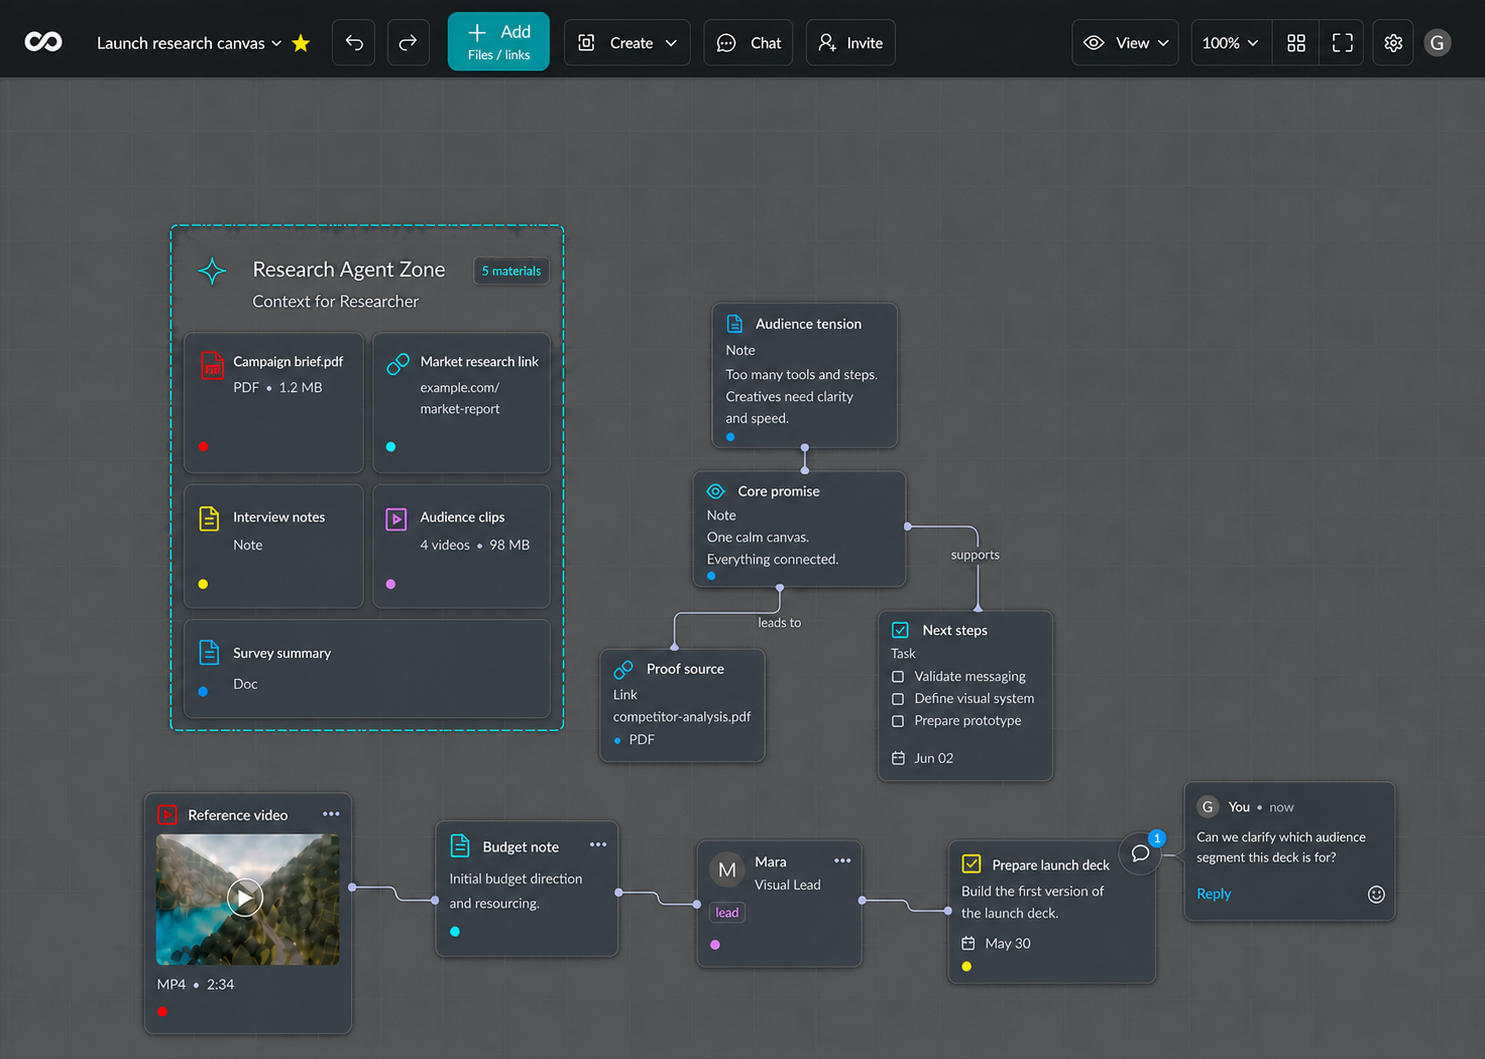 Launch research canvas
Add
Files / links
Create
Chat
Invite
View
100%
G
Research Agent Zone
5 materials
Context for Researcher
Campaign brief.pdf
PDF • 1.2 MB
Market research link
example.com/
market-report
Interview notes
Note
Audience clips
4 videos • 98 MB
Survey summary
Doc
Audience tension
Note
Too many tools and steps.
Creatives need clarity
and speed.
Core promise
Note
One calm canvas.
Everything connected.
supports
leads to
Proof source
Link
competitor-analysis.pdf
PDF
Next steps
Task
Validate messaging
Define visual system
Prepare prototype
Jun 02
Reference video
MP4 • 2:34
Budget note
Initial budget direction
and resourcing.
M
Mara
Visual Lead
lead
Prepare launch deck
Build the first version of
the launch deck.
May 30
1
G You • now
Can we clarify which audience
segment this deck is for?
Reply